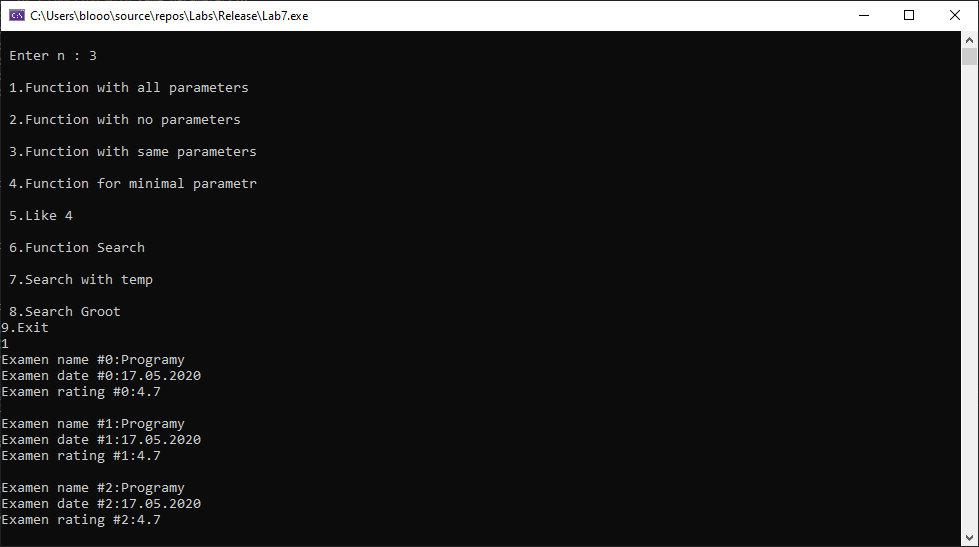 C:\Users\blooo\source\repos\Labs\Release\Lab7.exe
Enter n : 3
1.Function with all parameters
2.Function with no parameters
3.Function with same parameters
4.Function for minimal parametr
5.Like 4
6.Function Search
7.Search with temp
8.Search Groot
9.Exit
1
Examen name #0:Programy
Examen date #0:17.05.2020
Examen rating #0:4.7
Examen name #1:Programy
Examen date #1:17.05.2020
Examen rating #1:4.7
Examen name #2:Programy
Examen date #2:17.05.2020
Examen rating #2:4.7